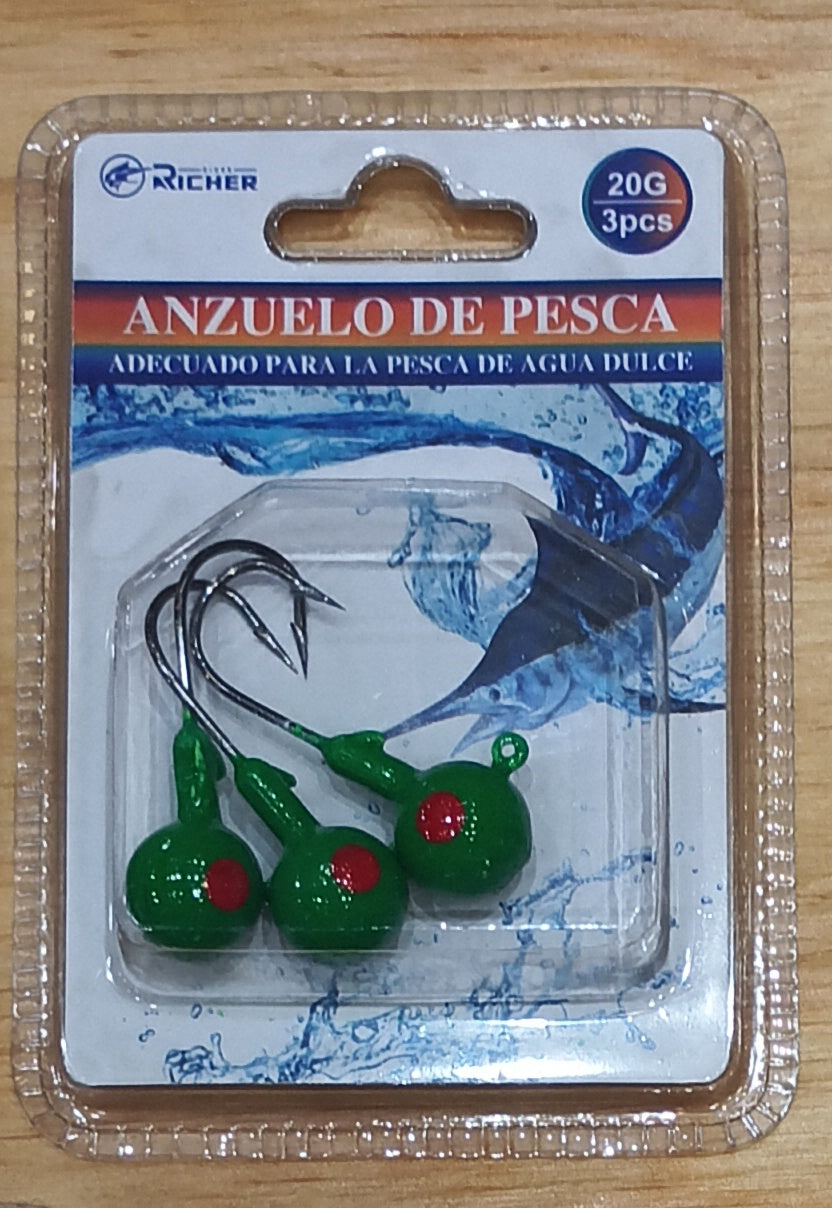 RICHER
20G
3pcs
ANZUELO DE PESCA
ADECUADO PARA LA PESCA DE AGUA DULCE